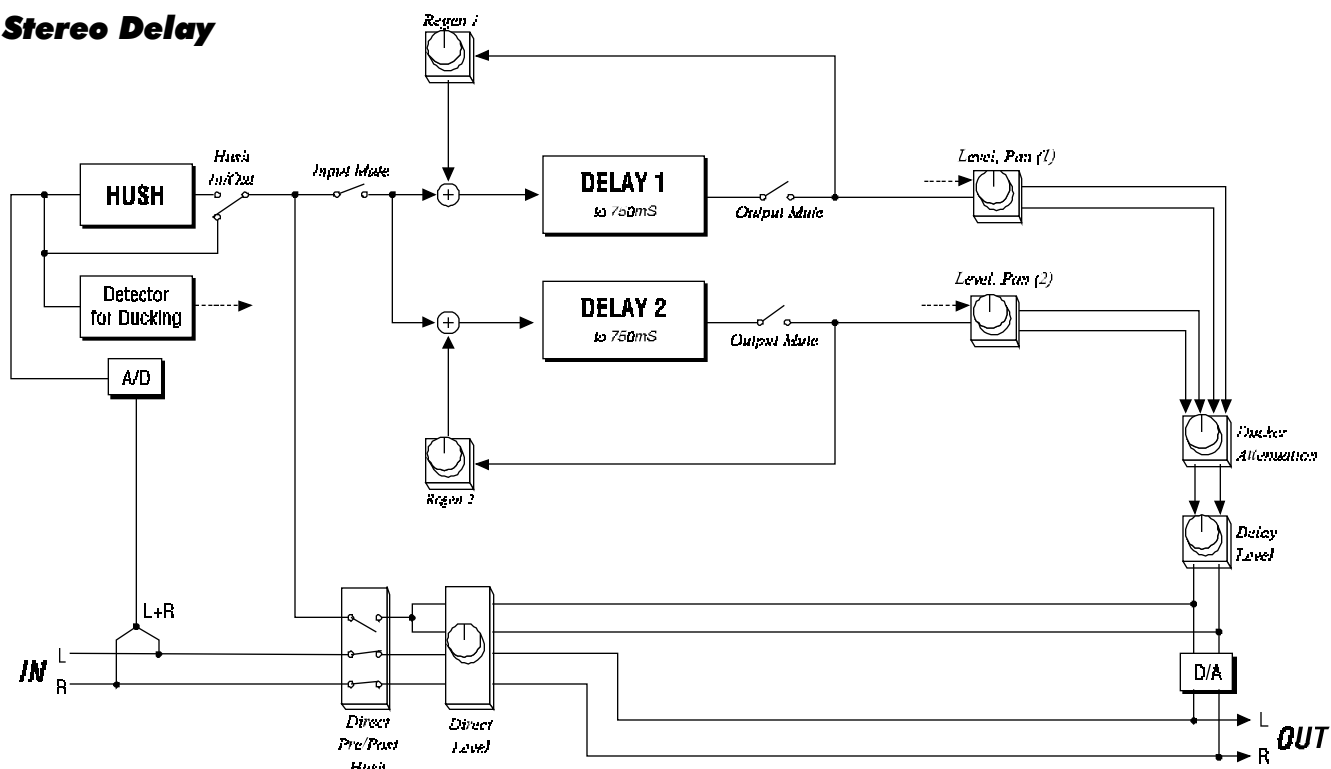 Stereo Delay
Regen 1
HUSH
Hush
In/Out
Input Mute
DELAY 1
to 750mS
Output Mute
Level, Pan (1)
Detector
for Ducking
DELAY 2
to 750mS
Output Mute
Level, Pan (2)
A/D
Regen 2
Ducker
Attenuation
Delay
Level
L+R
IN
L
R
Direct
Pre/Post
Hush
Direct
Level
D/A
L
R
OUT